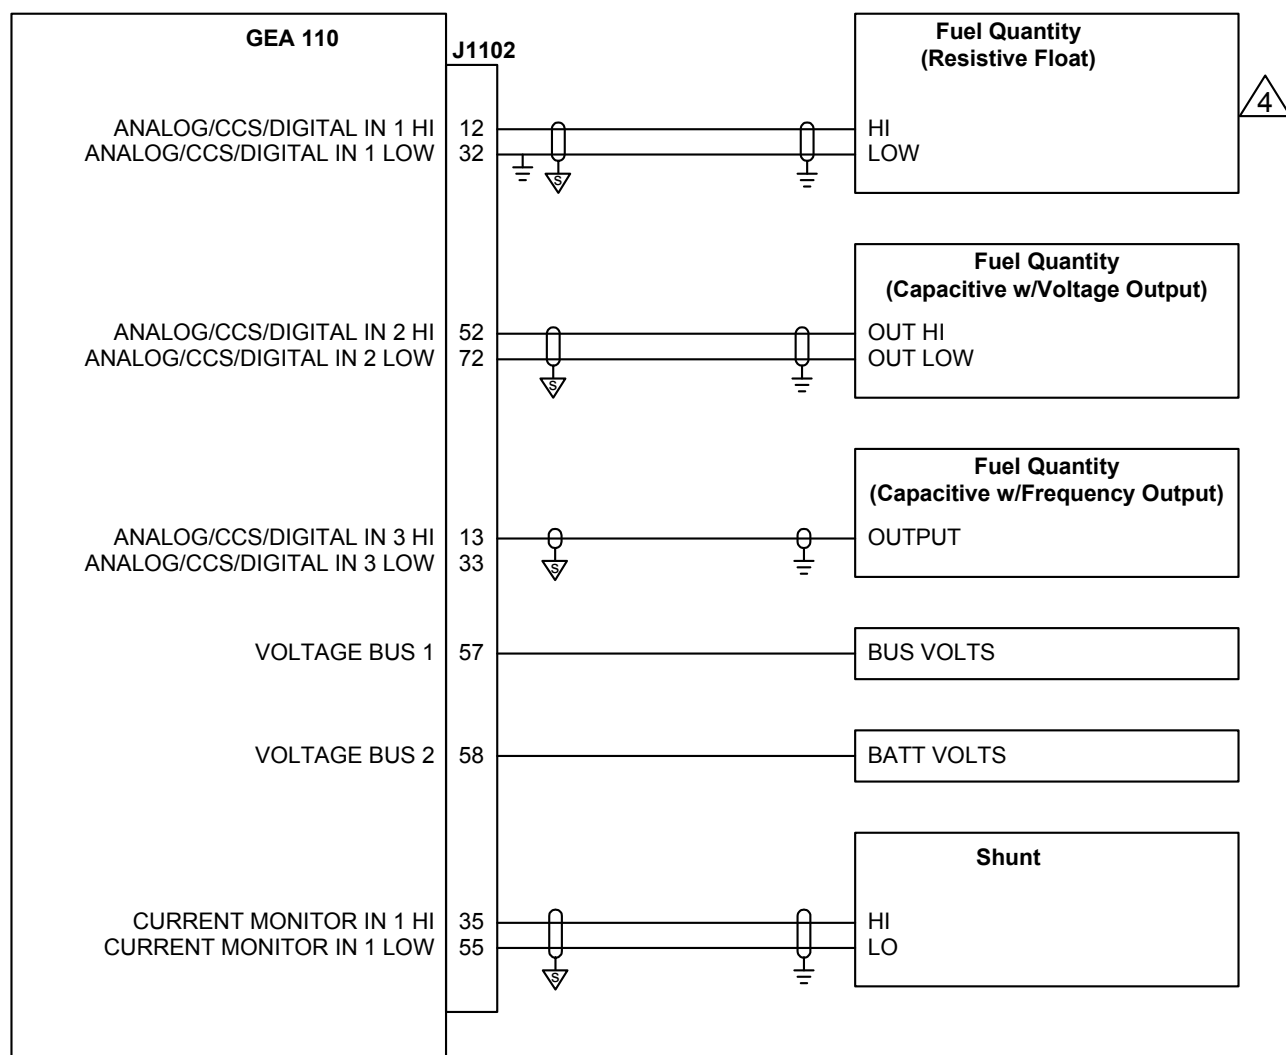 GEA 110
J1102
Fuel Quantity
(Resistive Float)
4
ANALOG/CCS/DIGITAL IN 1 HI 12 HI
ANALOG/CCS/DIGITAL IN 1 LOW 32 LOW
S
Fuel Quantity
(Capacitive w/Voltage Output)
ANALOG/CCS/DIGITAL IN 2 HI 52 OUT HI
ANALOG/CCS/DIGITAL IN 2 LOW 72 OUT LOW
S
Fuel Quantity
(Capacitive w/Frequency Output)
ANALOG/CCS/DIGITAL IN 3 HI 13 OUTPUT
ANALOG/CCS/DIGITAL IN 3 LOW 33
S
VOLTAGE BUS 1 57 BUS VOLTS
VOLTAGE BUS 2 58 BATT VOLTS
Shunt
CURRENT MONITOR IN 1 HI 35 HI
CURRENT MONITOR IN 1 LOW 55 LO
S